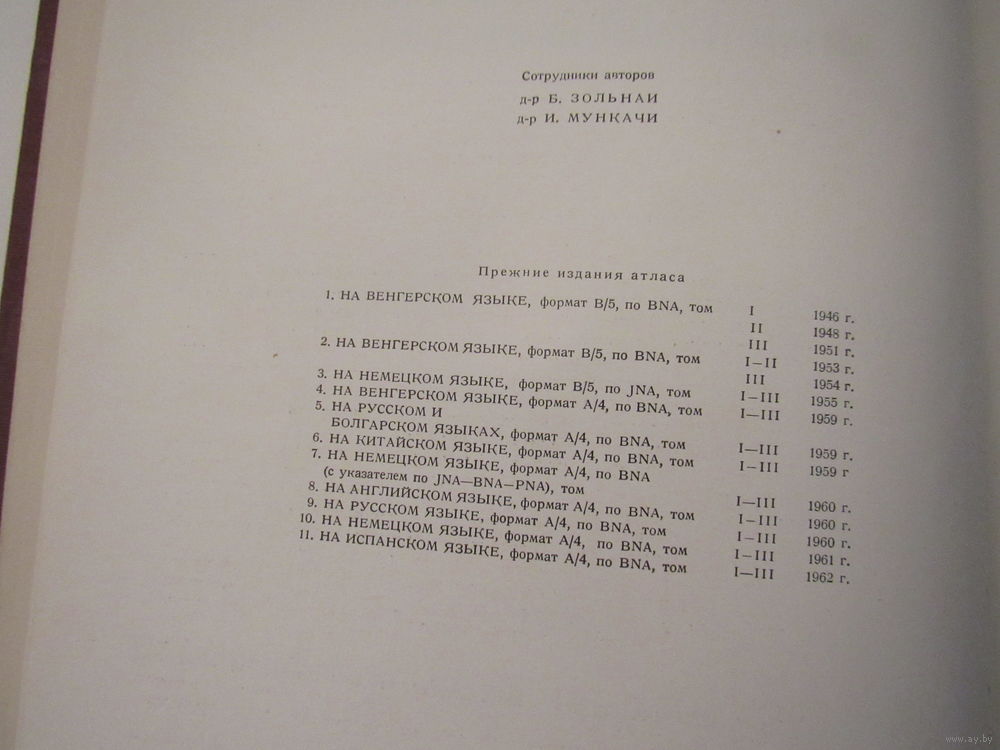 Сотрудники авторов
д-р Б. ЗОЛЬНАИ
д-р И. МУНКАЧИ
Прежние издания атласа
1. НА ВЕНГЕРСКОМ ЯЗЫКЕ, формат В/5, по BNA, том I 1946 г.
II 1948 г.
III 1951 г.
2. НА ВЕНГЕРСКОМ ЯЗЫКЕ, формат В/5, по BNA, том I–II 1953 г.
III 1954 г.
3. НА НЕМЕЦКОМ ЯЗЫКЕ, формат В/5, по JNA, том I–III 1955 г.
4. НА ВЕНГЕРСКОМ ЯЗЫКЕ, формат А/4, по BNA, том I—III 1959 г.
5. НА РУССКОМ И
БОЛГАРСКОМ ЯЗЫКАХ, формат А/4, по BNA, том I—III 1959 г.
6. НА КИТАЙСКОМ ЯЗЫКЕ, формат А/4, по BNA, том I–III 1959 г
7. НА НЕМЕЦКОМ ЯЗЫКЕ, формат А/4, по BNA
(с указателем по JNA—BNA–PNA), том I—III 1960 г.
8. НА АНГЛИЙСКОМ ЯЗЫКЕ, формат А/4, по BNA, том I–III 1960 г.
9. НА РУССКОМ ЯЗЫКЕ, формат А/4, по BNA, том I–III 1960 г.
10. НА НЕМЕЦКОМ ЯЗЫКЕ, формат А/4, по BNA, том I–III 1961 г.
11. НА ИСПАНСКОМ ЯЗЫКЕ, формат А/4, по BNA, том I—III 1962 г.
www.ay.by